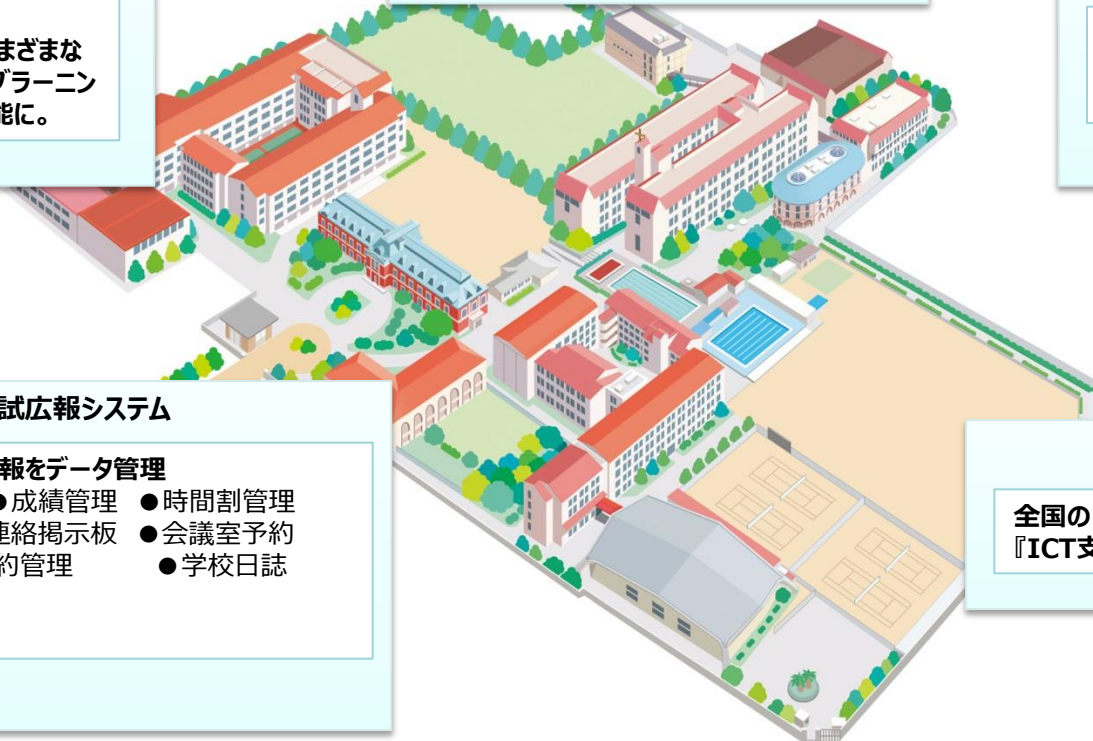 まざまな
ブラーニン
能に。
試広報システム
報をデータ管理
●成績管理 ●時間割管理
連絡掲示板 ●会議室予約
約管理 ●学校日誌
全国の
『ICT支